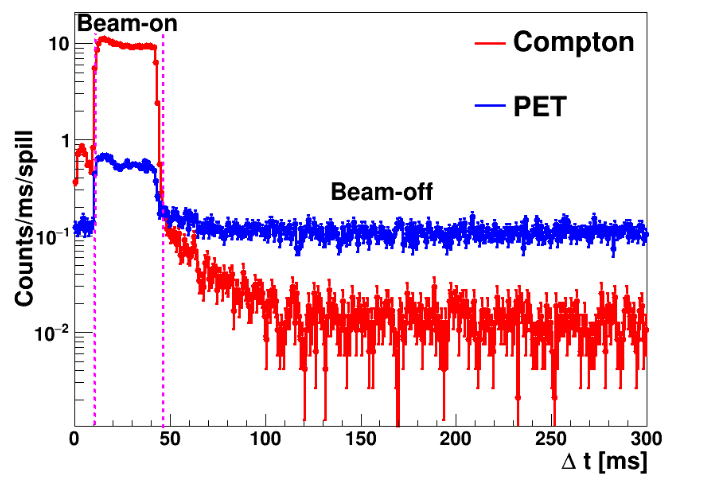 Beam-on
Compton
PET
Beam-off
Counts/ms/spill
10
1
10⁻¹
10⁻²
0 50 100 150 200 250 300
Δ t [ms]